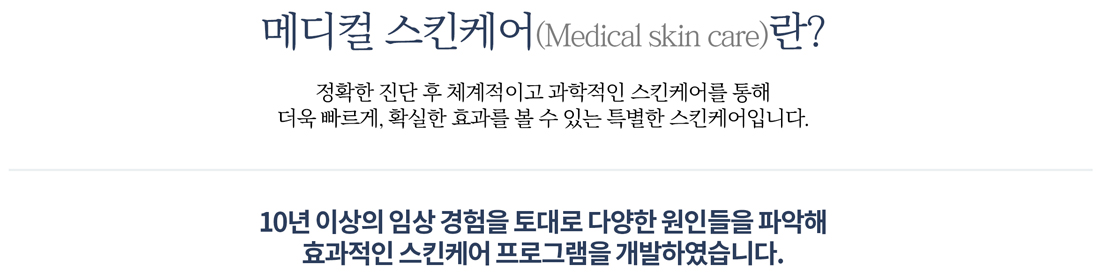 메디컬 스킨케어(Medical skin care)란?
정확한 진단 후 체계적이고 과학적인 스킨케어를 통해
더욱 빠르게, 확실한 효과를 볼 수 있는 특별한 스킨케어입니다.
10년 이상의 임상 경험을 토대로 다양한 원인들을 파악해
효과적인 스킨케어 프로그램을 개발하였습니다.